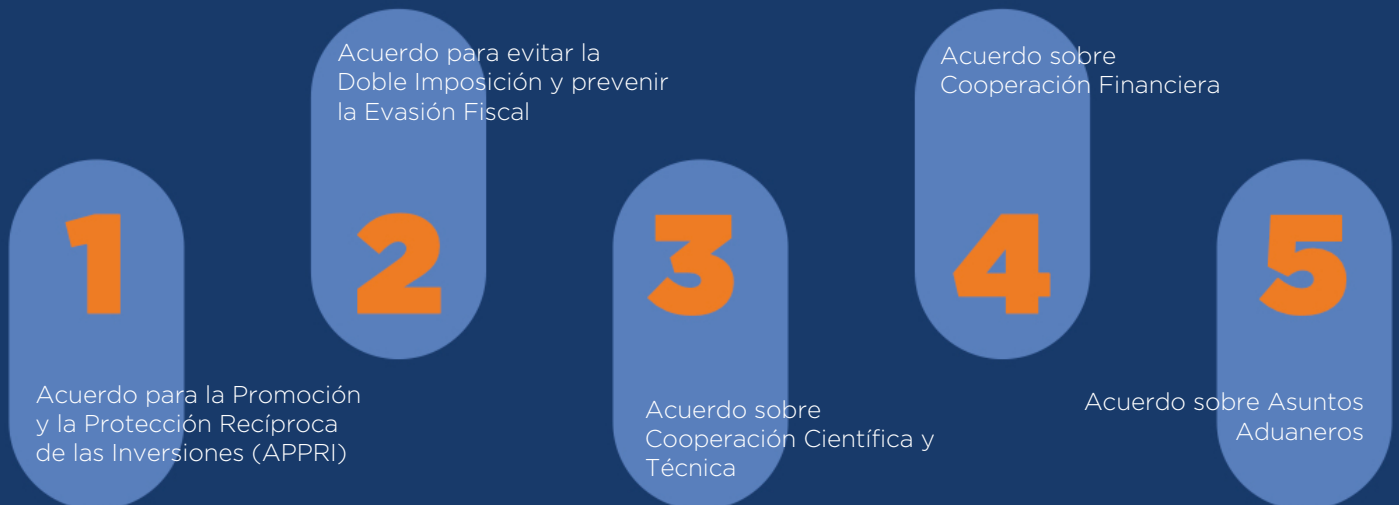 1
Acuerdo para la Promoción
y la Protección Recíproca
de las Inversiones (APPRI)
2
Acuerdo para evitar la
Doble Imposición y prevenir
la Evasión Fiscal
3
Acuerdo sobre
Cooperación Científica y
Técnica
4
Acuerdo sobre
Cooperación Financiera
5
Acuerdo sobre Asuntos
Aduaneros